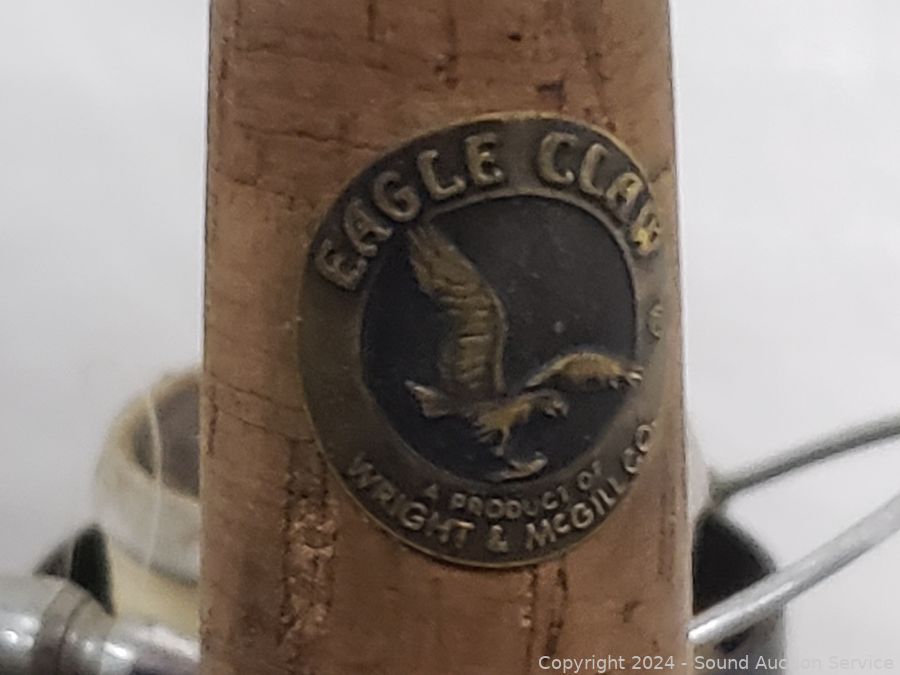 EAGLE CLAW
A PRODUCT OF
WRIGHT & McGILL CO.
Copyright 2024 - Sound Auction Service